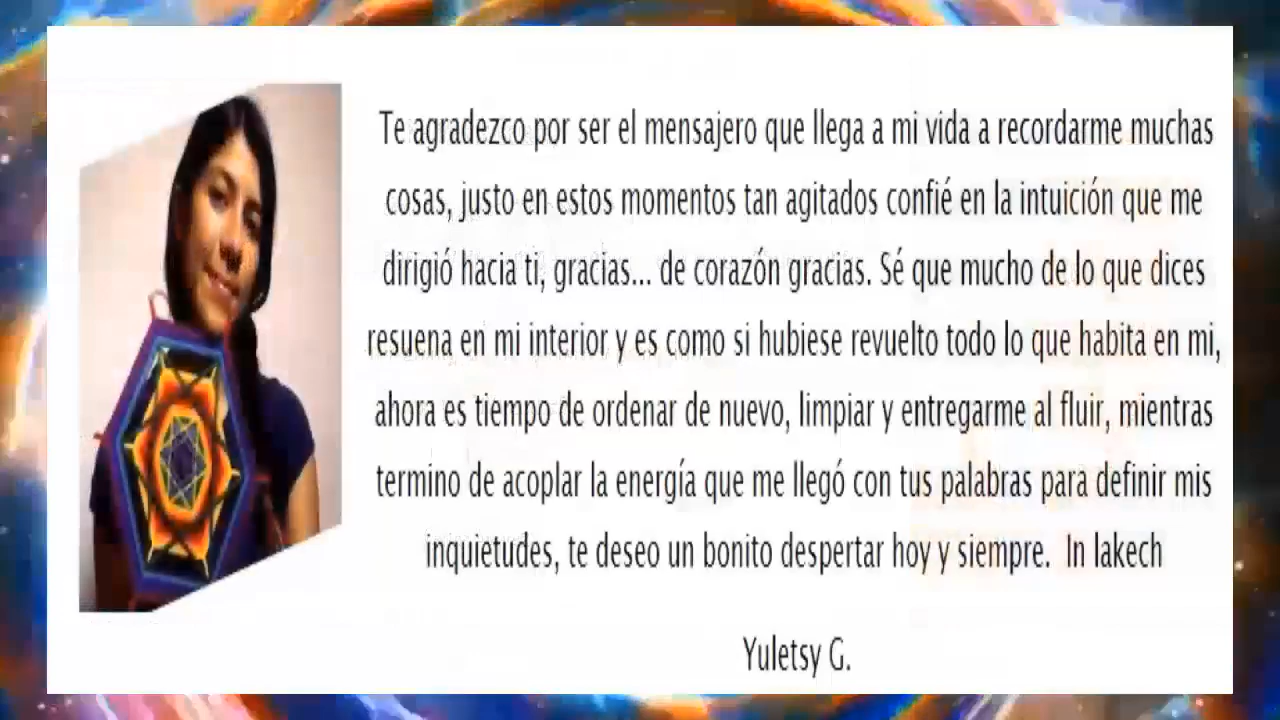 Te agradezco por ser el mensajero que llega a mi vida a recordarme muchas
cosas, justo en estos momentos tan agitados confié en la intuición que me
dirigió hacia ti, gracias... de corazón gracias. Sé que mucho de lo que dices
resuena en mi interior y es como si hubiese revuelto todo lo que habita en mi,
ahora es tiempo de ordenar de nuevo, limpiar y entregarme al fluir, mientras
termino de acoplar la energía que me llegó con tus palabras para definir mis
inquietudes, te deseo un bonito despertar hoy y siempre.  In lakech
Yuletsy G.